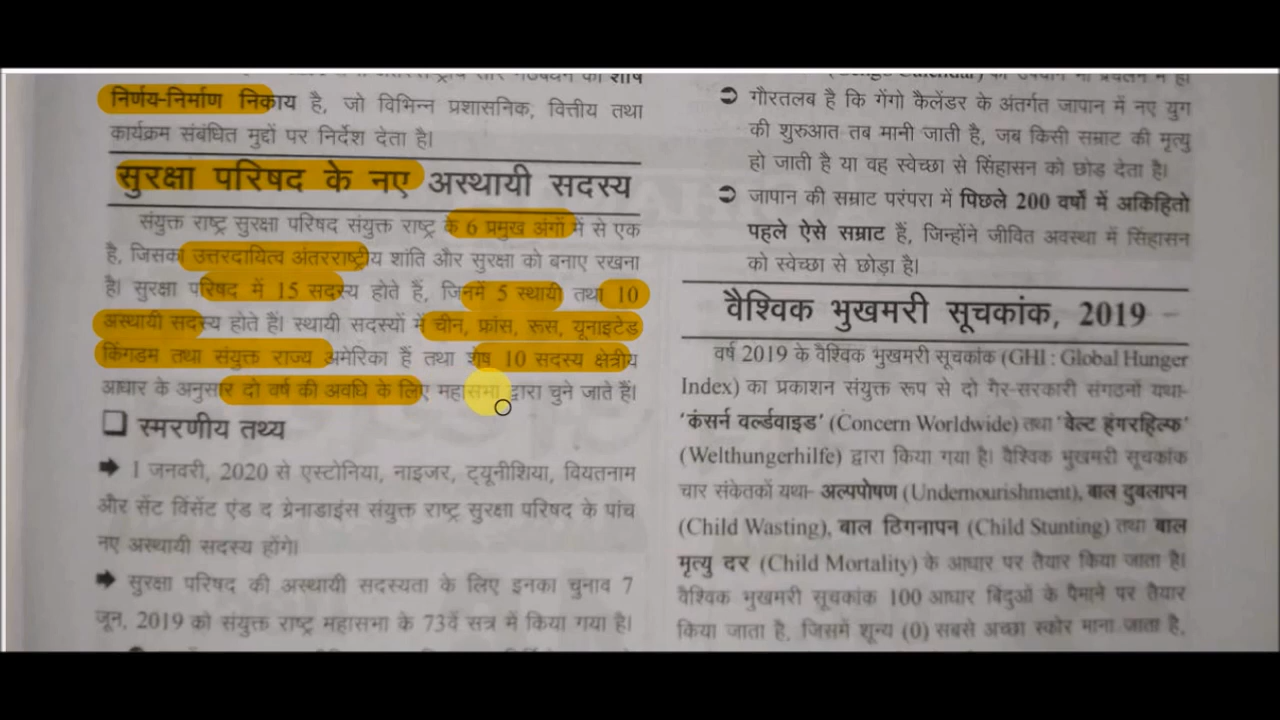 का शीर्ष
निर्णय-निर्माण निकाय है, जो विभिन्न प्रशासनिक, वित्तीय तथा
कार्यक्रम संबंधित मुद्दों पर निर्देश देता है।
सुरक्षा परिषद के नए अस्थायी सदस्य
संयुक्त राष्ट्र सुरक्षा परिषद संयुक्त राष्ट्र के 6 प्रमुख अंगों में से एक
है, जिसका उत्तरदायित्व अंतरराष्ट्रीय शांति और सुरक्षा को बनाए रखना
है। सुरक्षा परिषद में 15 सदस्य होते हैं, जिनमें 5 स्थायी तथा 10
अस्थायी सदस्य होते हैं। स्थायी सदस्यों में चीन, फ्रांस, रूस, यूनाइटेड
किंगडम तथा संयुक्त राज्य अमेरिका हैं तथा शेष 10 सदस्य क्षेत्रीय
आधार के अनुसार दो वर्ष की अवधि के लिए महासभा द्वारा चुने जाते हैं।
❑ स्मरणीय तथ्य
➡ 1 जनवरी, 2020 से एस्टोनिया, नाइजर, ट्यूनीशिया, वियतनाम
और सेंट विंसेंट एंड द ग्रेनाडाइंस संयुक्त राष्ट्र सुरक्षा परिषद के पांच
नए अस्थायी सदस्य होंगे।
➡ सुरक्षा परिषद की अस्थायी सदस्यता के लिए इनका चुनाव 7
जून, 2019 को संयुक्त राष्ट्र महासभा के 73वें सत्र में किया गया है।
Calendar) का उपयोग भी प्रचलन में है।
➲ गौरतलब है कि गेंगो कैलेंडर के अंतर्गत जापान में नए युग
की शुरुआत तब मानी जाती है, जब किसी सम्राट की मृत्यु
हो जाती है या वह स्वेच्छा से सिंहासन को छोड़ देता है।
➲ जापान की सम्राट परंपरा में पिछले 200 वर्षों में अकिहितो
पहले ऐसे सम्राट हैं, जिन्होंने जीवित अवस्था में सिंहासन
को स्वेच्छा से छोड़ा है।
वैश्विक भुखमरी सूचकांक, 2019
वर्ष 2019 के वैश्विक भुखमरी सूचकांक (GHI : Global Hunger
Index) का प्रकाशन संयुक्त रूप से दो गैर-सरकारी संगठनों यथा-
'कंसर्न वर्ल्डवाइड' (Concern Worldwide) तथा 'वेल्ट हंगरहिल्फ'
(Welthungerhilfe) द्वारा किया गया है। वैश्विक भुखमरी सूचकांक
चार संकेतकों यथा- अल्पपोषण (Undernourishment), बाल दुबलापन
(Child Wasting), बाल ठिगनापन (Child Stunting) तथा बाल
मृत्यु दर (Child Mortality) के आधार पर तैयार किया जाता है।
वैश्विक भुखमरी सूचकांक 100 आधार बिंदुओं के पैमाने पर तैयार
किया जाता है, जिसमें शून्य (0) सबसे अच्छा स्कोर माना जाता है,